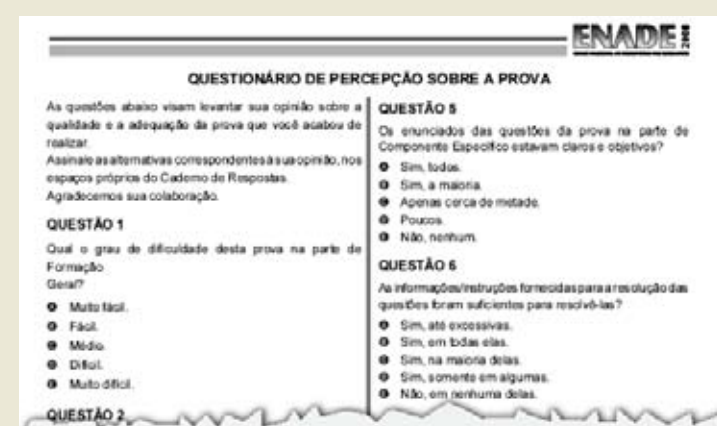 ENADE 2008
QUESTIONÁRIO DE PERCEPÇÃO SOBRE A PROVA
As questões abaixo visam levantar sua opinião sobre a
qualidade e a adequação da prova que você acabou de
realizar.
Assinale as alternativas correspondentes à sua opinião, nos
espaços próprios do Caderno de Respostas.
Agradecemos sua colaboração.
QUESTÃO 1
Qual o grau de dificuldade desta prova na parte de
Formação
Geral?
A Muito fácil.
B Fácil.
C Médio.
D Difícil.
E Muito difícil.
QUESTÃO 2
QUESTÃO 5
Os enunciados das questões da prova na parte de
Componente Específico estavam claros e objetivos?
A Sim, todos.
B Sim, a maioria.
C Apenas cerca de metade.
D Poucos.
E Não, nenhum.
QUESTÃO 6
As informações/instruções fornecidas para a resolução das
questões foram suficientes para resolvê-las?
A Sim, até excessivas.
B Sim, em todas elas.
C Sim, na maioria delas.
D Sim, somente em algumas.
E Não, em nenhuma delas.